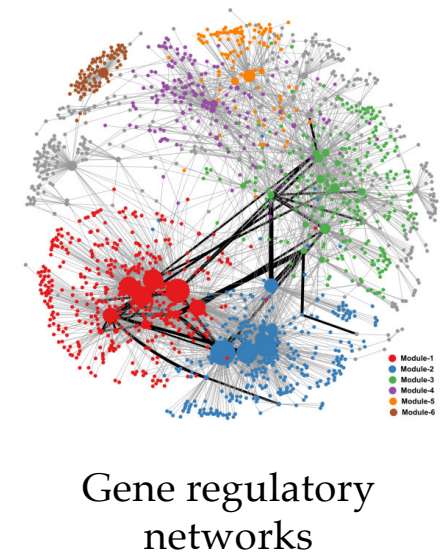 Module-1
Module-2
Module-3
Module-4
Module-5
Module-6
Gene regulatory
networks